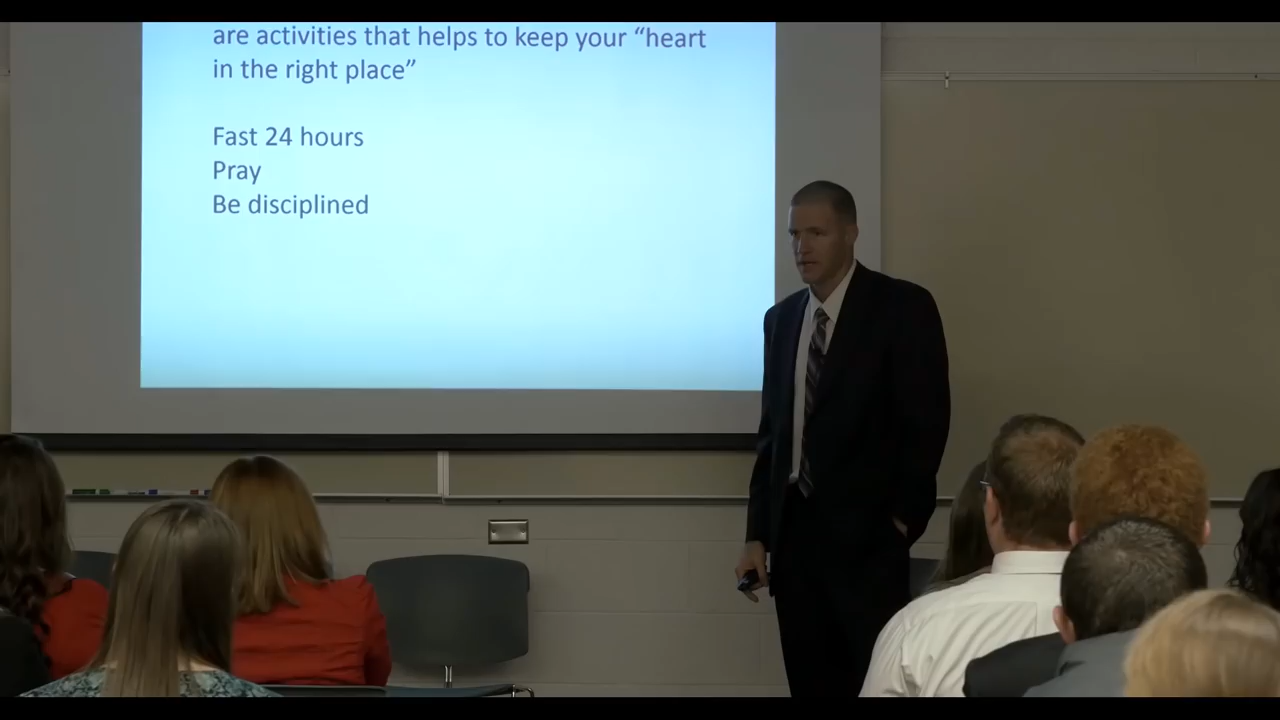 are activities that helps to keep your “heart
in the right place”
Fast 24 hours
Pray
Be disciplined